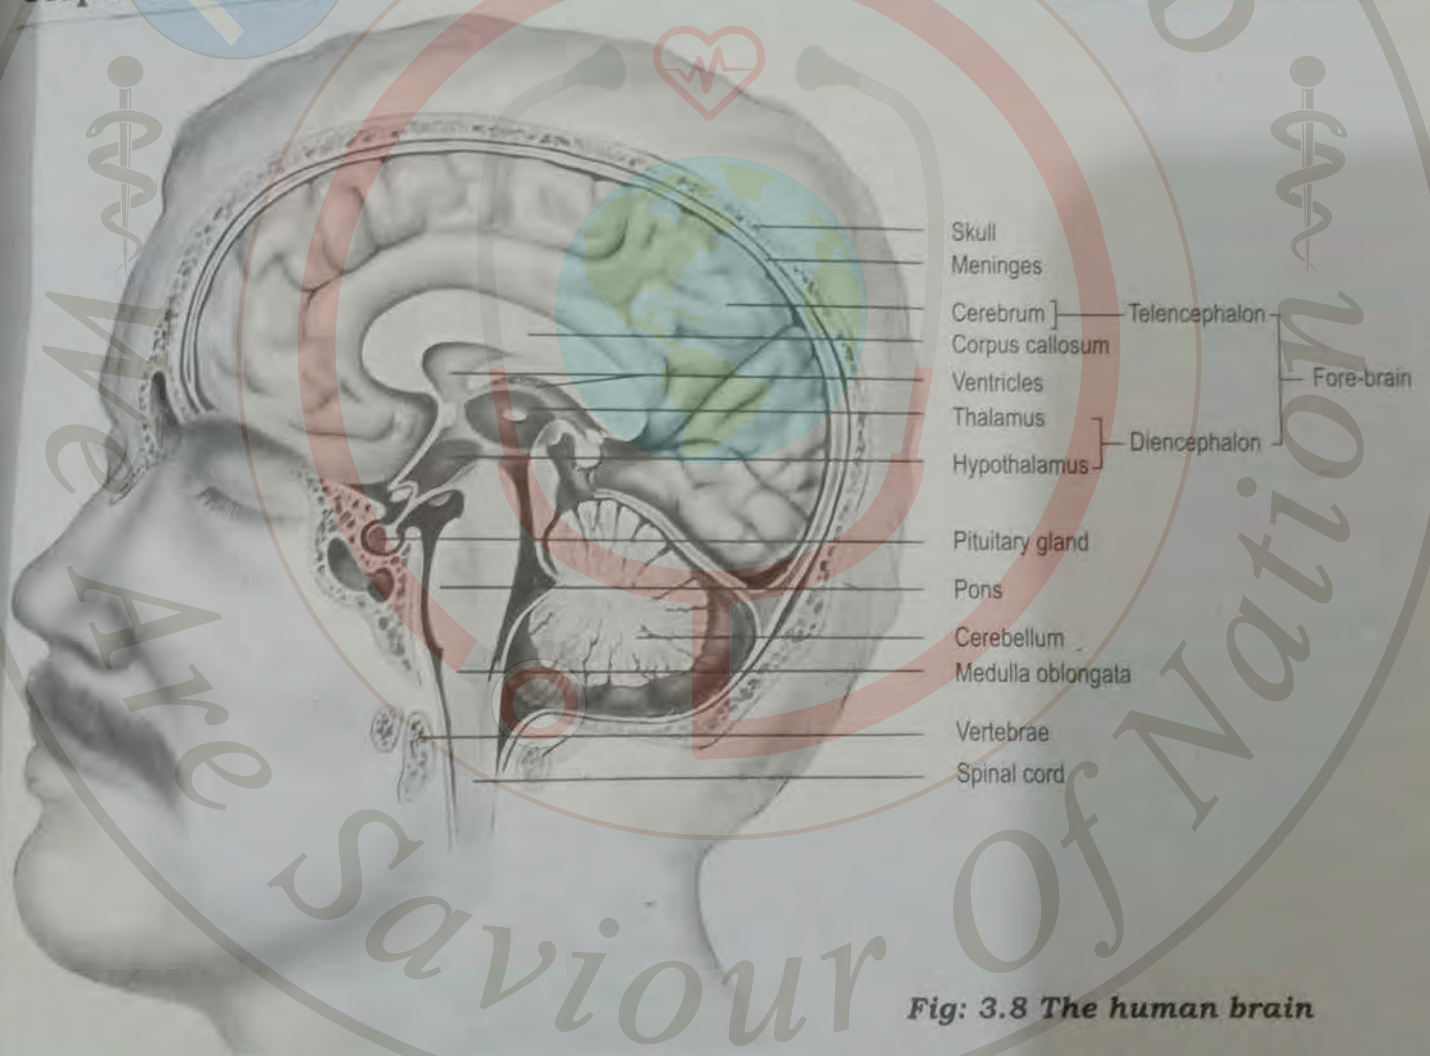 Skull
Meninges
Cerebrum
Telencephalon
Corpus callosum
Fore-brain
Ventricles
Thalamus
Diencephalon
Hypothalamus
Pituitary gland
Pons
Cerebellum
Medulla oblongata
Vertebrae
Spinal cord
Fig: 3.8 The human brain
We Are Saviour Of Nation